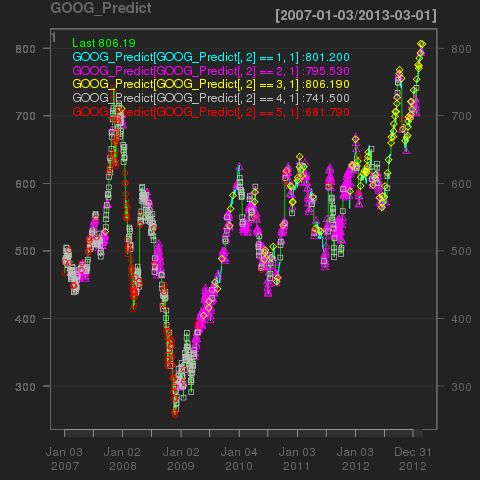 GOOG_Predict
[2007-01-03/2013-03-01]
1
Last 806.19
GOOG_Predict[GOOG_Predict[, 2] == 1, 1] :801.200
GOOG_Predict[GOOG_Predict[, 2] == 2, 1] :795.530
GOOG_Predict[GOOG_Predict[, 2] == 3, 1] :806.190
GOOG_Predict[GOOG_Predict[, 2] == 4, 1] :741.500
GOOG_Predict[GOOG_Predict[, 2] == 5, 1] :681.790
800 800
700 700
600 600
500 500
400 400
300 300
Jan 03 Jan 02 Jan 02 Jan 04 Jan 03 Jan 03 Dec 31
2007 2008 2009 2010 2011 2012 2012